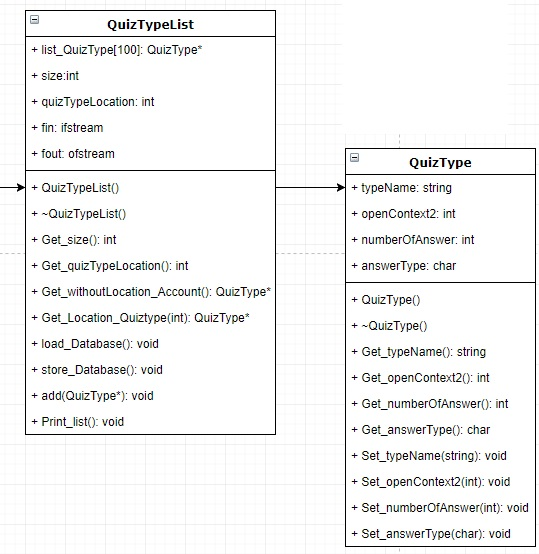 QuizTypeList
+ list_QuizType[100]: QuizType*
+ size:int
+ quizTypeLocation: int
+ fin: ifstream
+ fout: ofstream
+ QuizTypeList()
+ ~QuizTypeList()
+ Get_size(): int
+ Get_quizTypeLocation(): int
+ Get_withoutLocation_Account(): QuizType*
+ Get_Location_Quiztype(int): QuizType*
+ load_Database(): void
+ store_Database(): void
+ add(QuizType*): void
+ Print_list(): void
QuizType
+ typeName: string
+ openContext2: int
+ numberOfAnswer: int
+ answerType: char
+ QuizType()
+ ~QuizType()
+ Get_typeName(): string
+ Get_openContext2(): int
+ Get_numberOfAnswer(): int
+ Get_answerType(): char
+ Set_typeName(string): void
+ Set_openContext2(int): void
+ Set_numberOfAnswer(int): void
+ Set_answerType(char): void